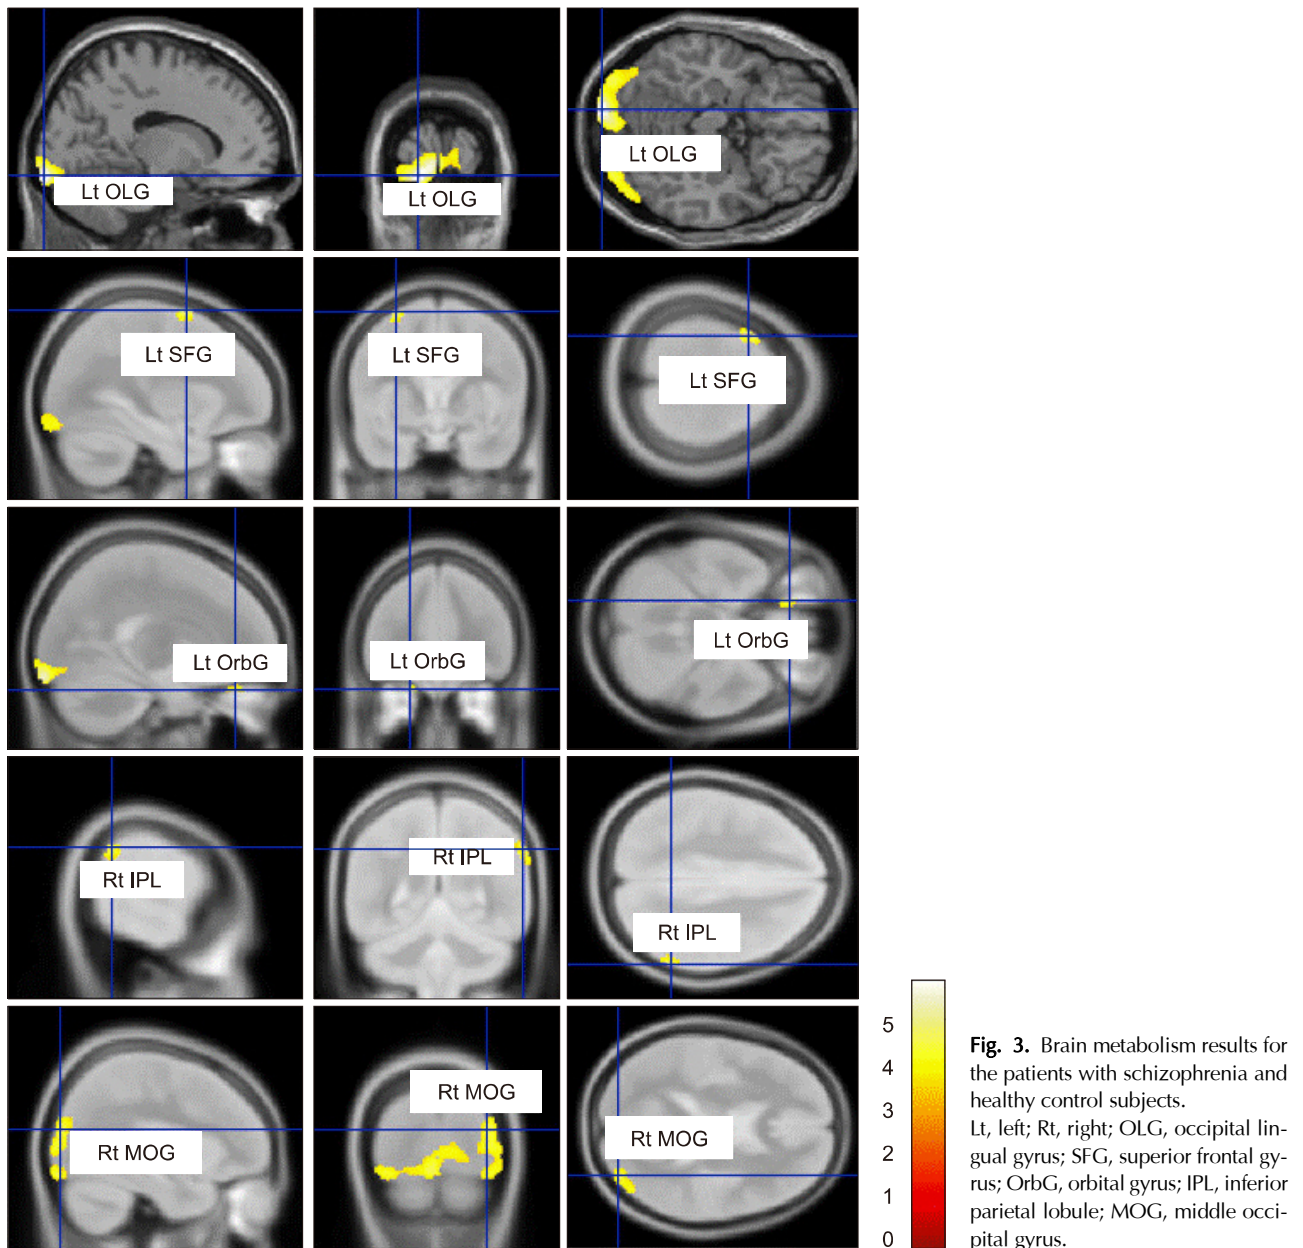 Lt OLG
Lt OLG
Lt OLG
Lt SFG
Lt SFG
Lt SFG
Lt OrbG
Lt OrbG
Lt OrbG
Rt IPL
Rt IPL
Rt IPL
Rt MOG
Rt MOG
Rt MOG
5
4
3
2
1
0
Fig. 3. Brain metabolism results for
the patients with schizophrenia and
healthy control subjects.
Lt, left; Rt, right; OLG, occipital lin-
gual gyrus; SFG, superior frontal gy-
rus; OrbG, orbital gyrus; IPL, inferior
parietal lobule; MOG, middle occi-
pital gyrus.